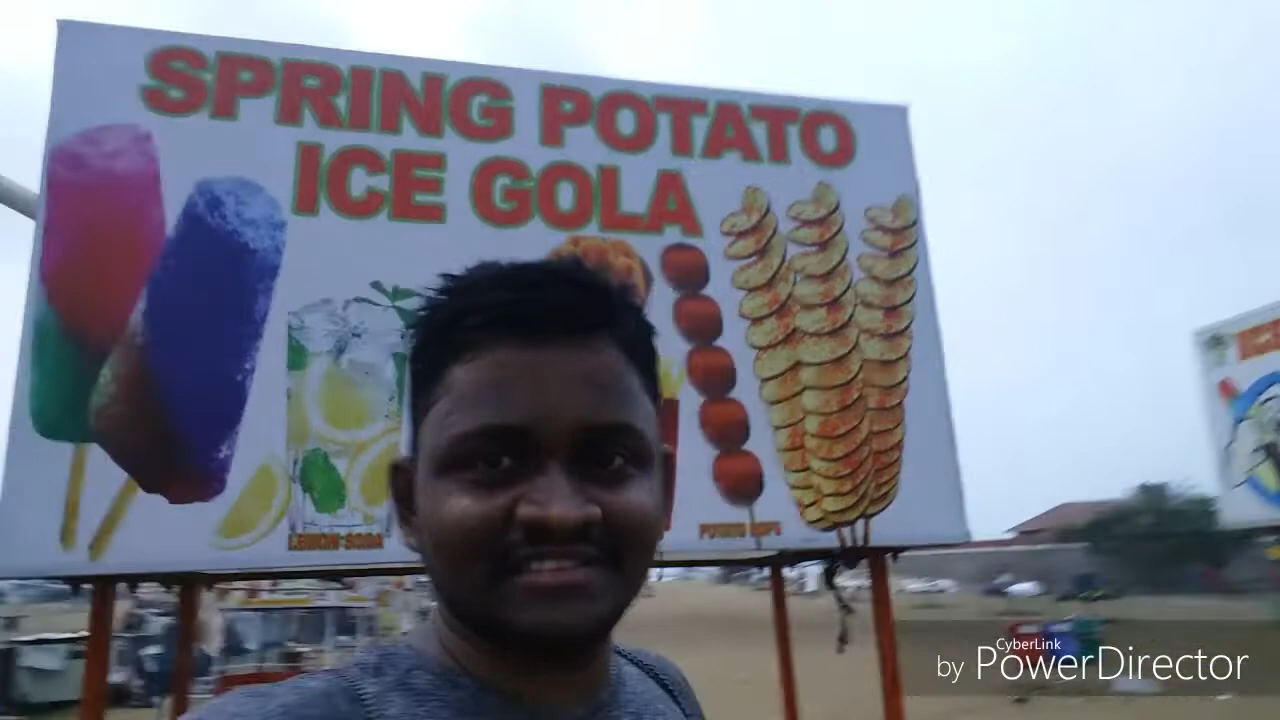 SPRING POTATO
ICE GOLA
LEMON-SODA
CyberLink
by PowerDirector